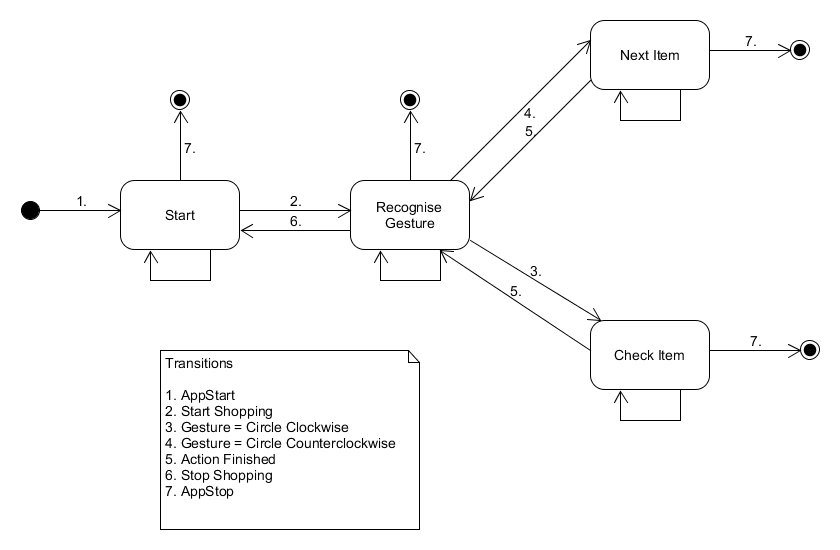 7.
Next Item
7.
7.
4.
5.
1.
Start
2.
6.
Recognise
Gesture
3.
5.
Check Item
7.
Transitions
1. AppStart
2. Start Shopping
3. Gesture = Circle Clockwise
4. Gesture = Circle Counterclockwise
5. Action Finished
6. Stop Shopping
7. AppStop